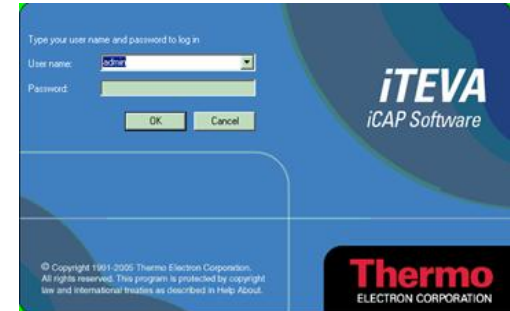 Type your user name and password to log in
User name: admin
Password:
OK Cancel
iTEVA
iCAP Software
© Copyright 1991-2005 Thermo Electron Corporation.
All rights reserved. This program is protected by copyright
law and international treaties as described in Help About.
Thermo
ELECTRON CORPORATION